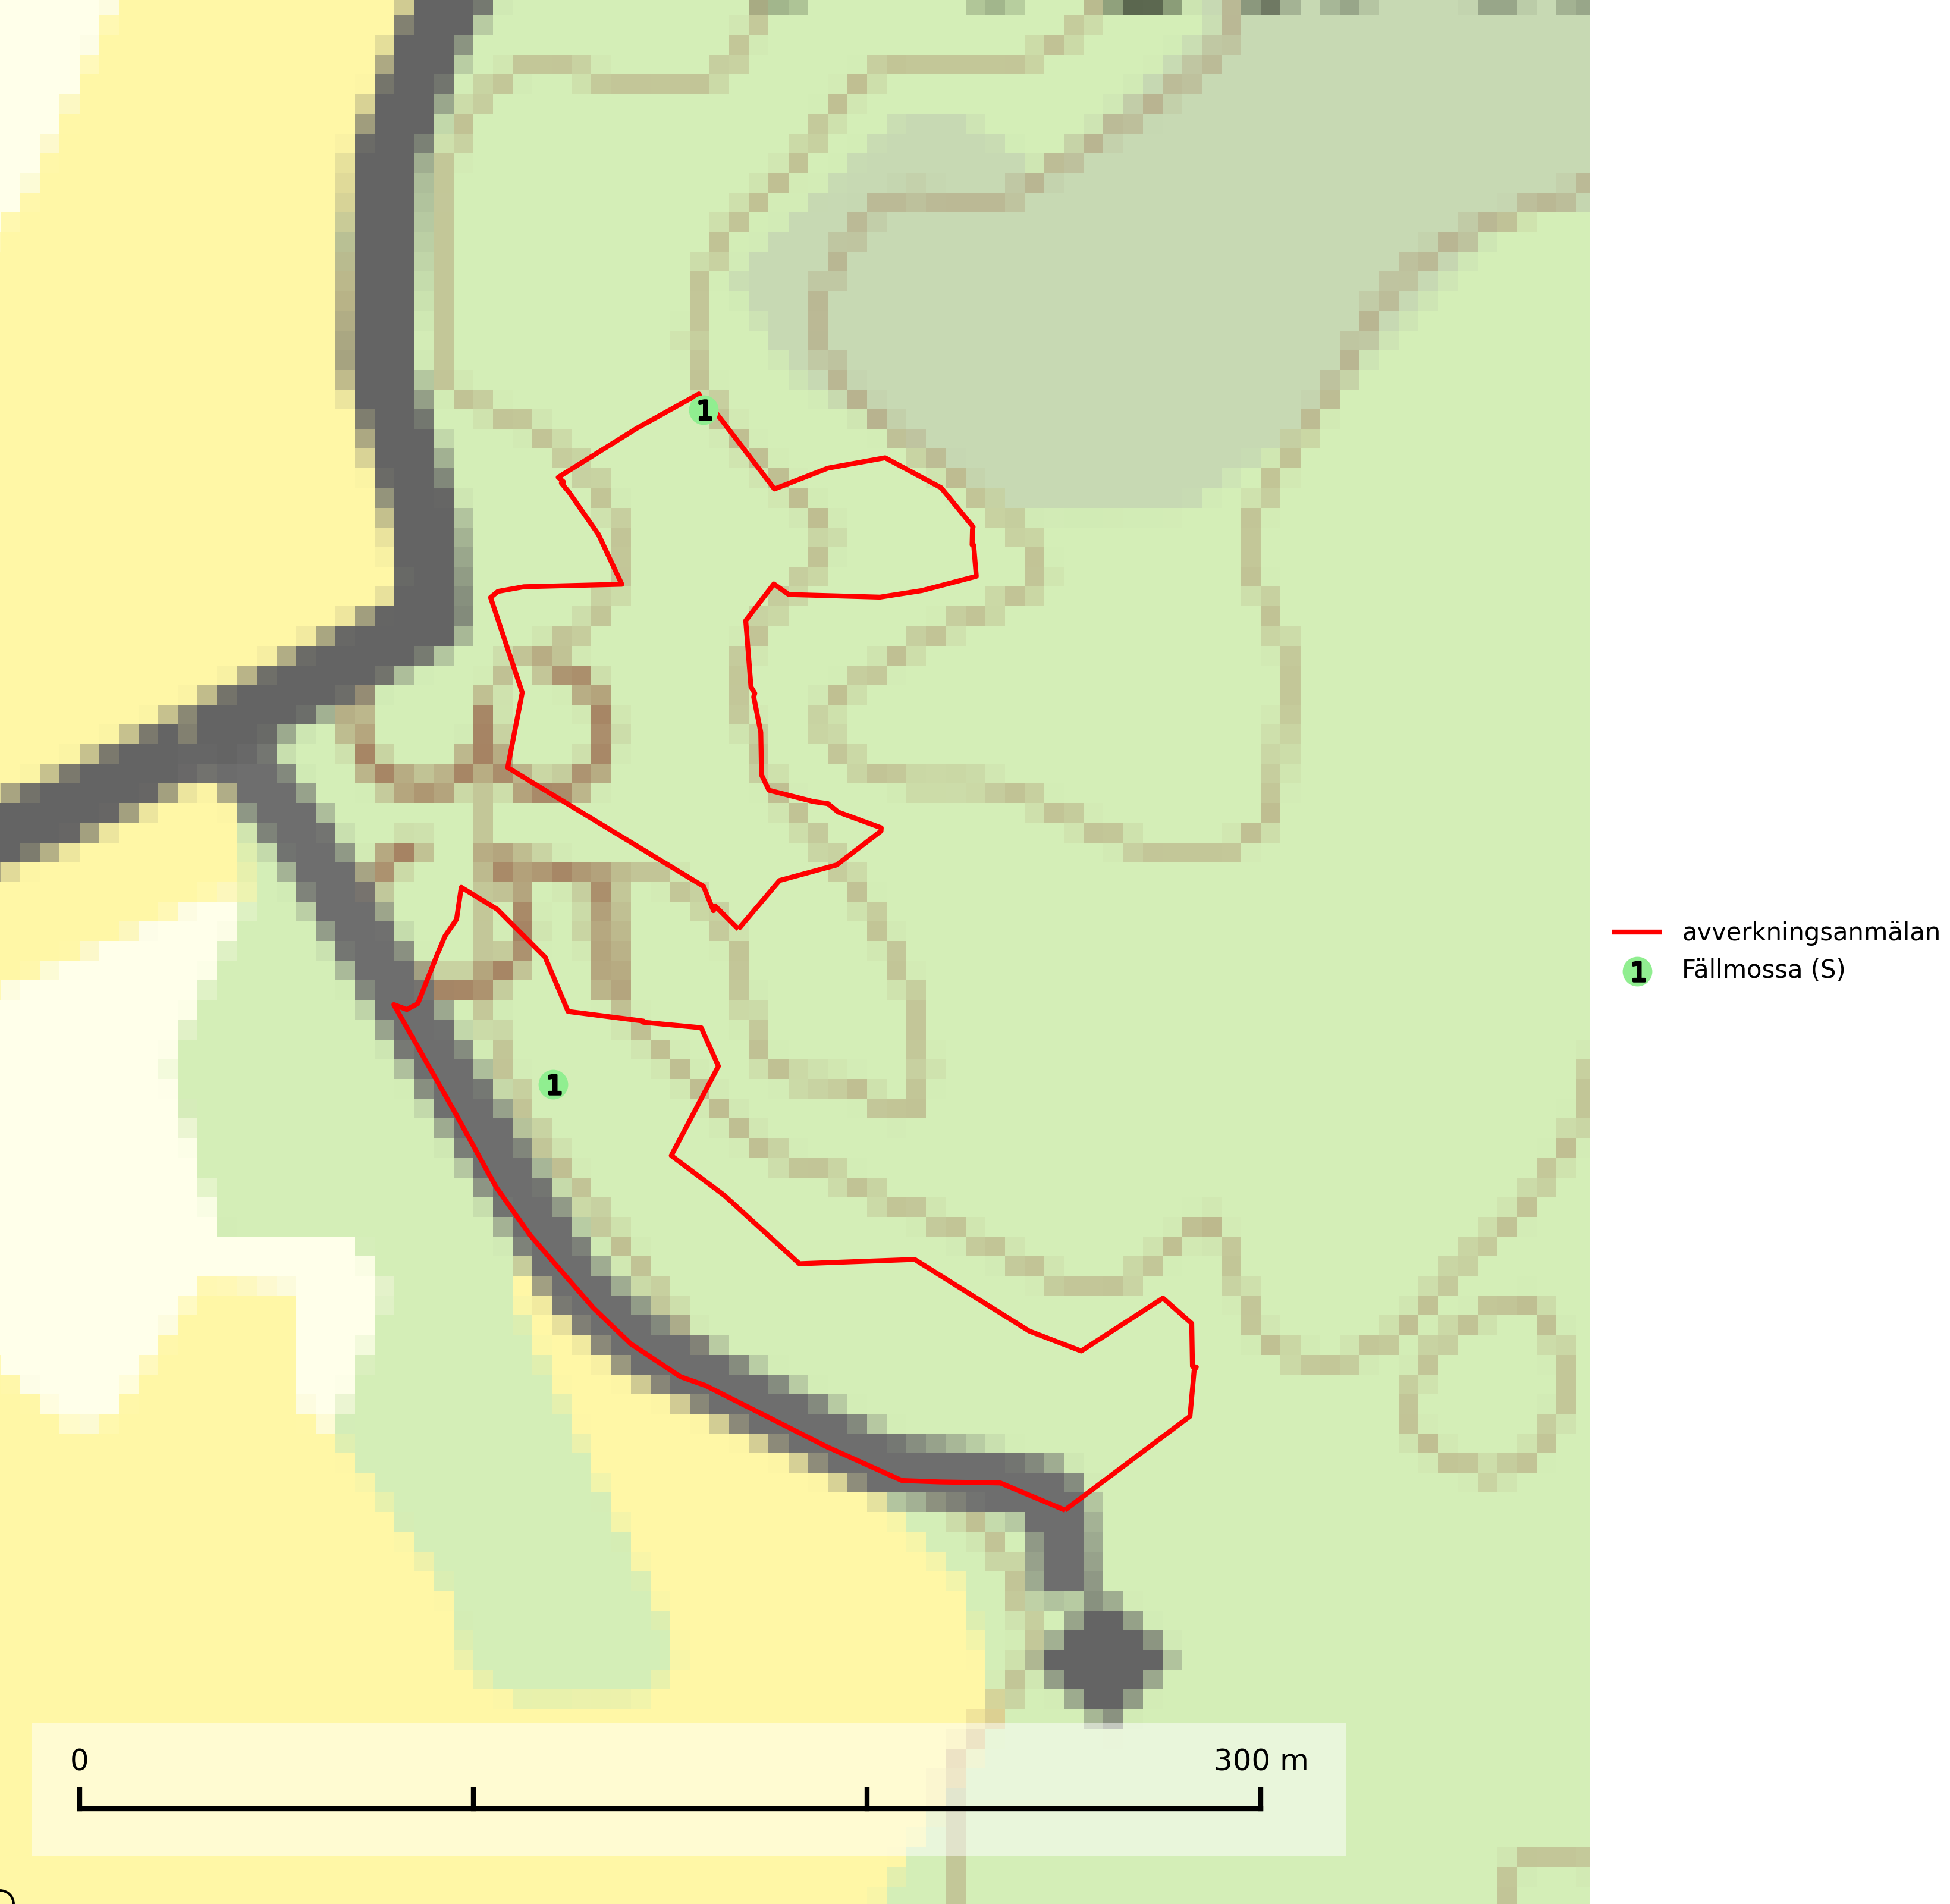 1
1
avverkningsanmälan
1 Fällmossa (S)
0 300 m